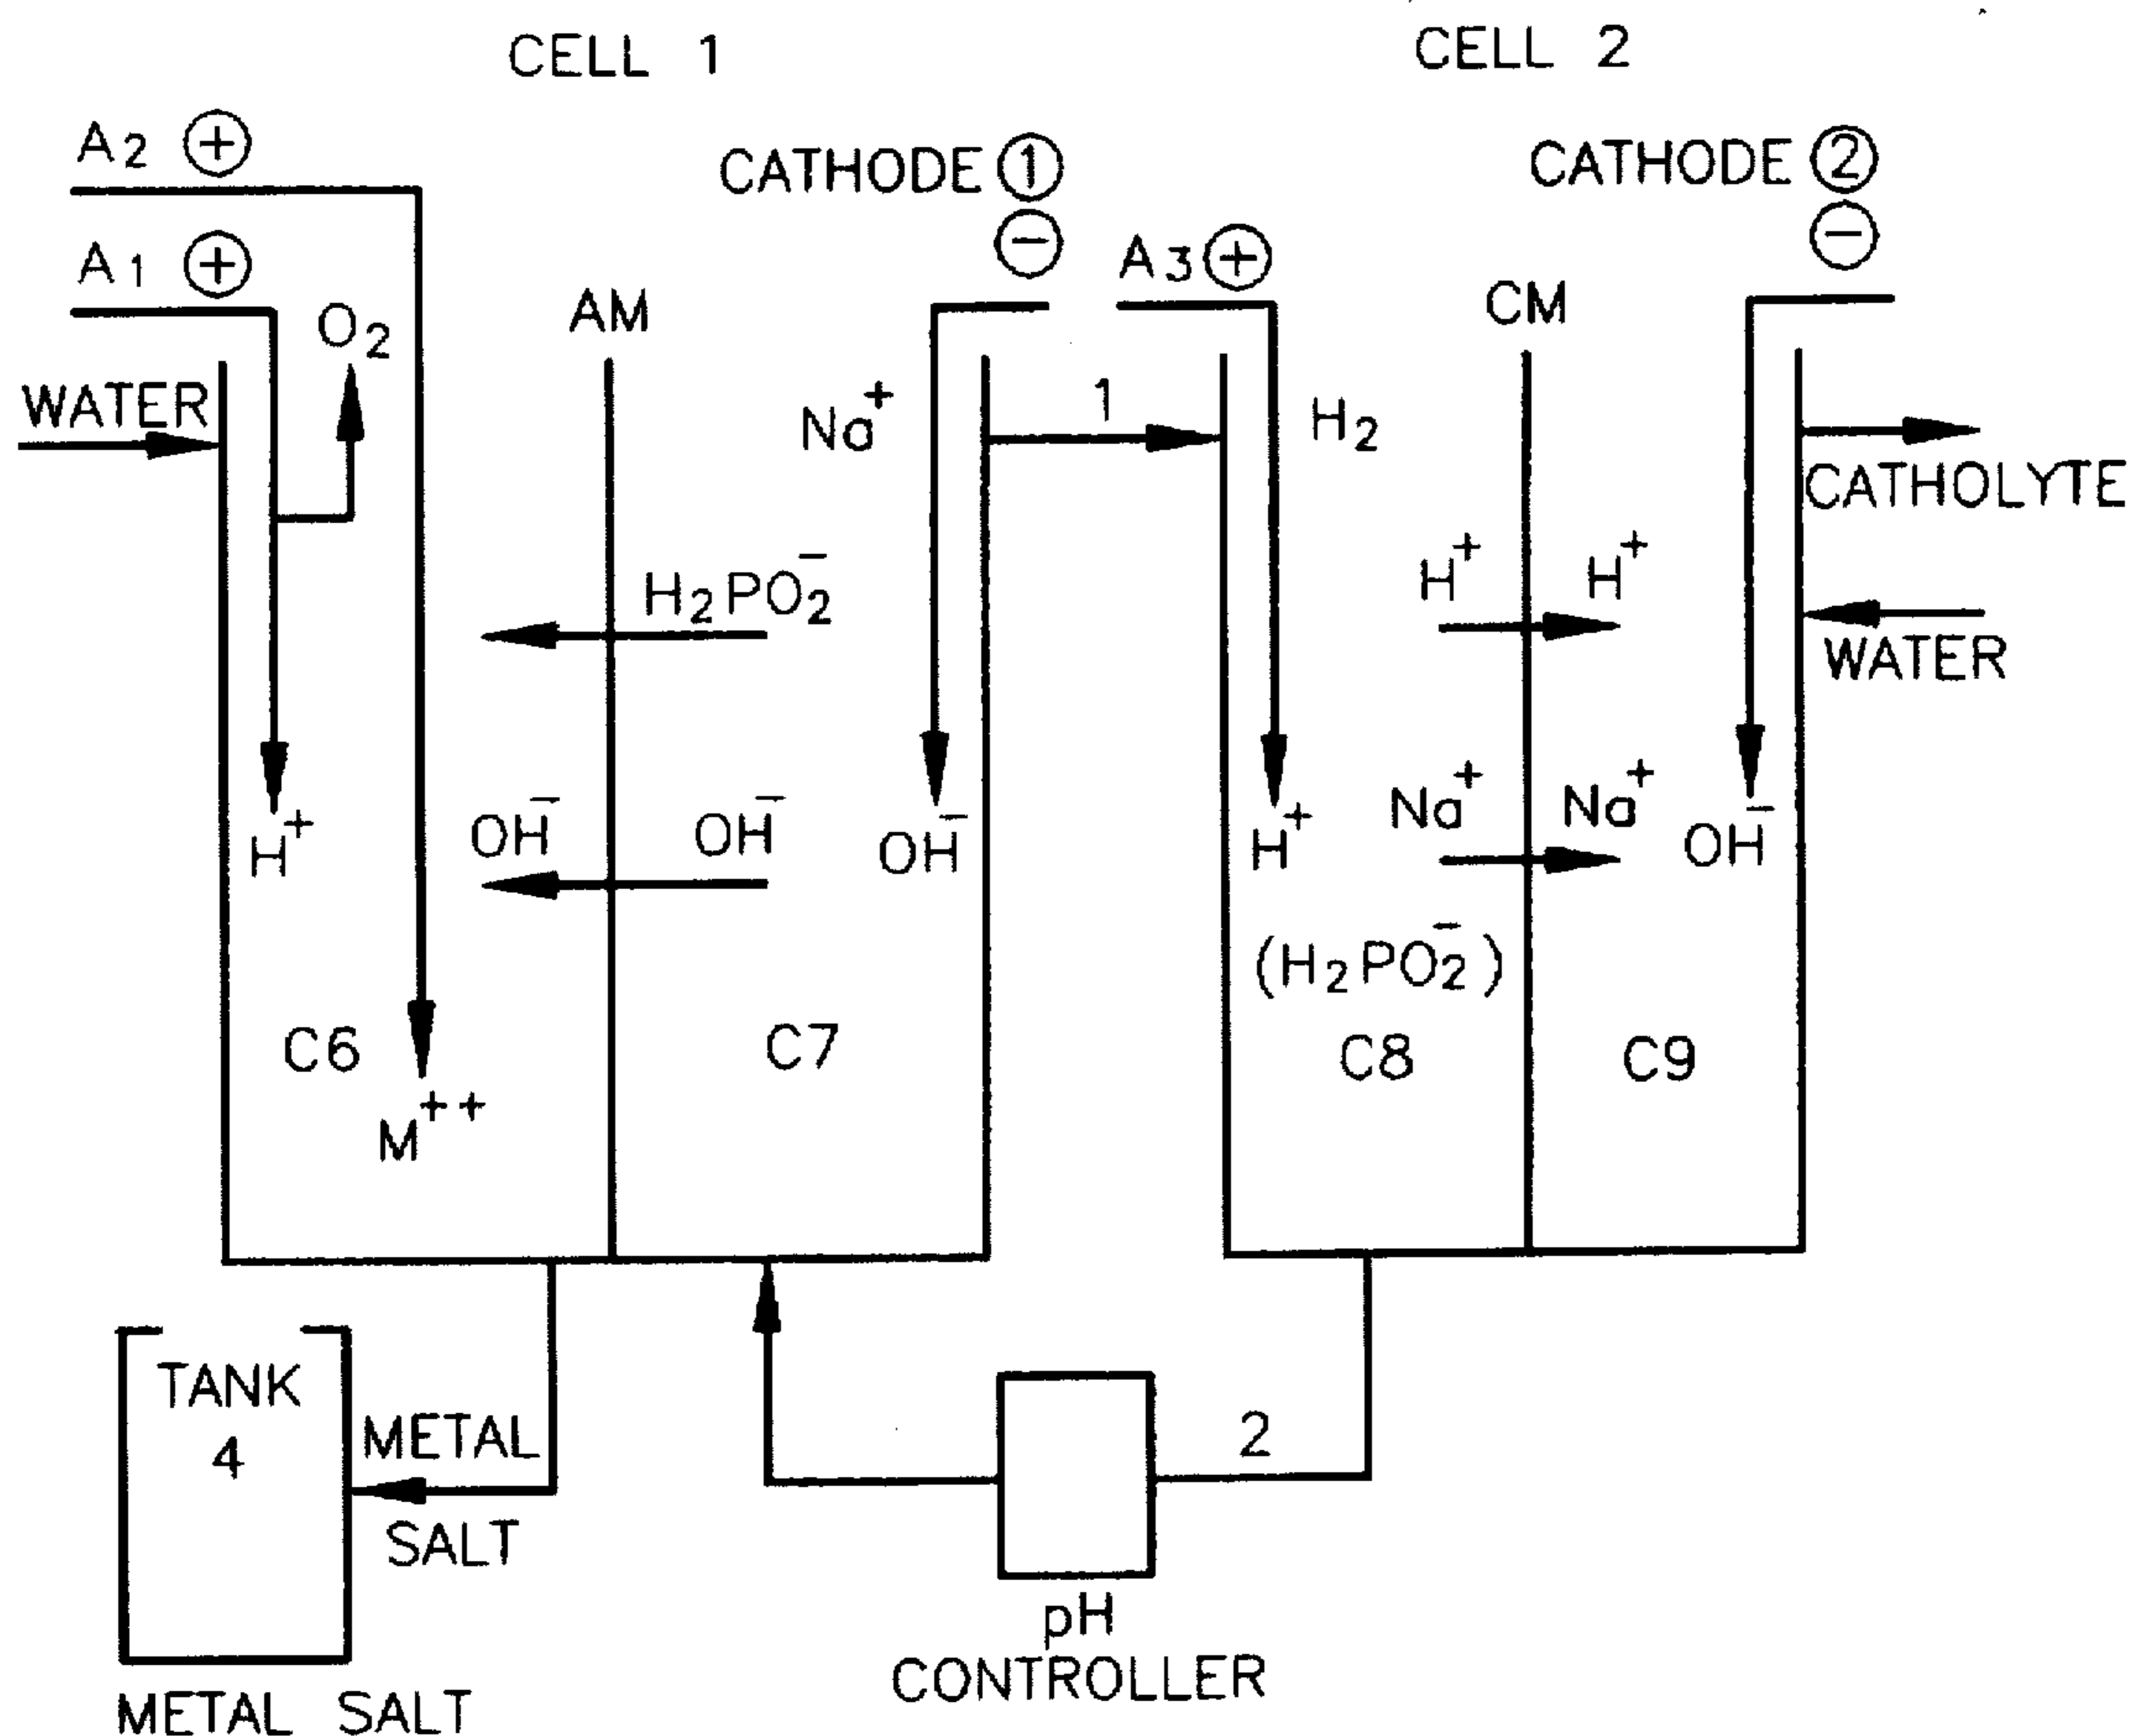 CELL 1
CELL 2
A2 +
CATHODE 1
−
CATHODE 2
−
A1 +
A3 +
O2
AM
CM
WATER
Na+
1
H2
CATHOLYTE
H2PO2−
H+
H+
WATER
H+
OH−
OH−
OH−
H+
Na+
Na+
OH−
(H2PO2−)
C6
C7
C8
C9
M++
TANK
4
METAL
SALT
2
pH
CONTROLLER
METAL SALT